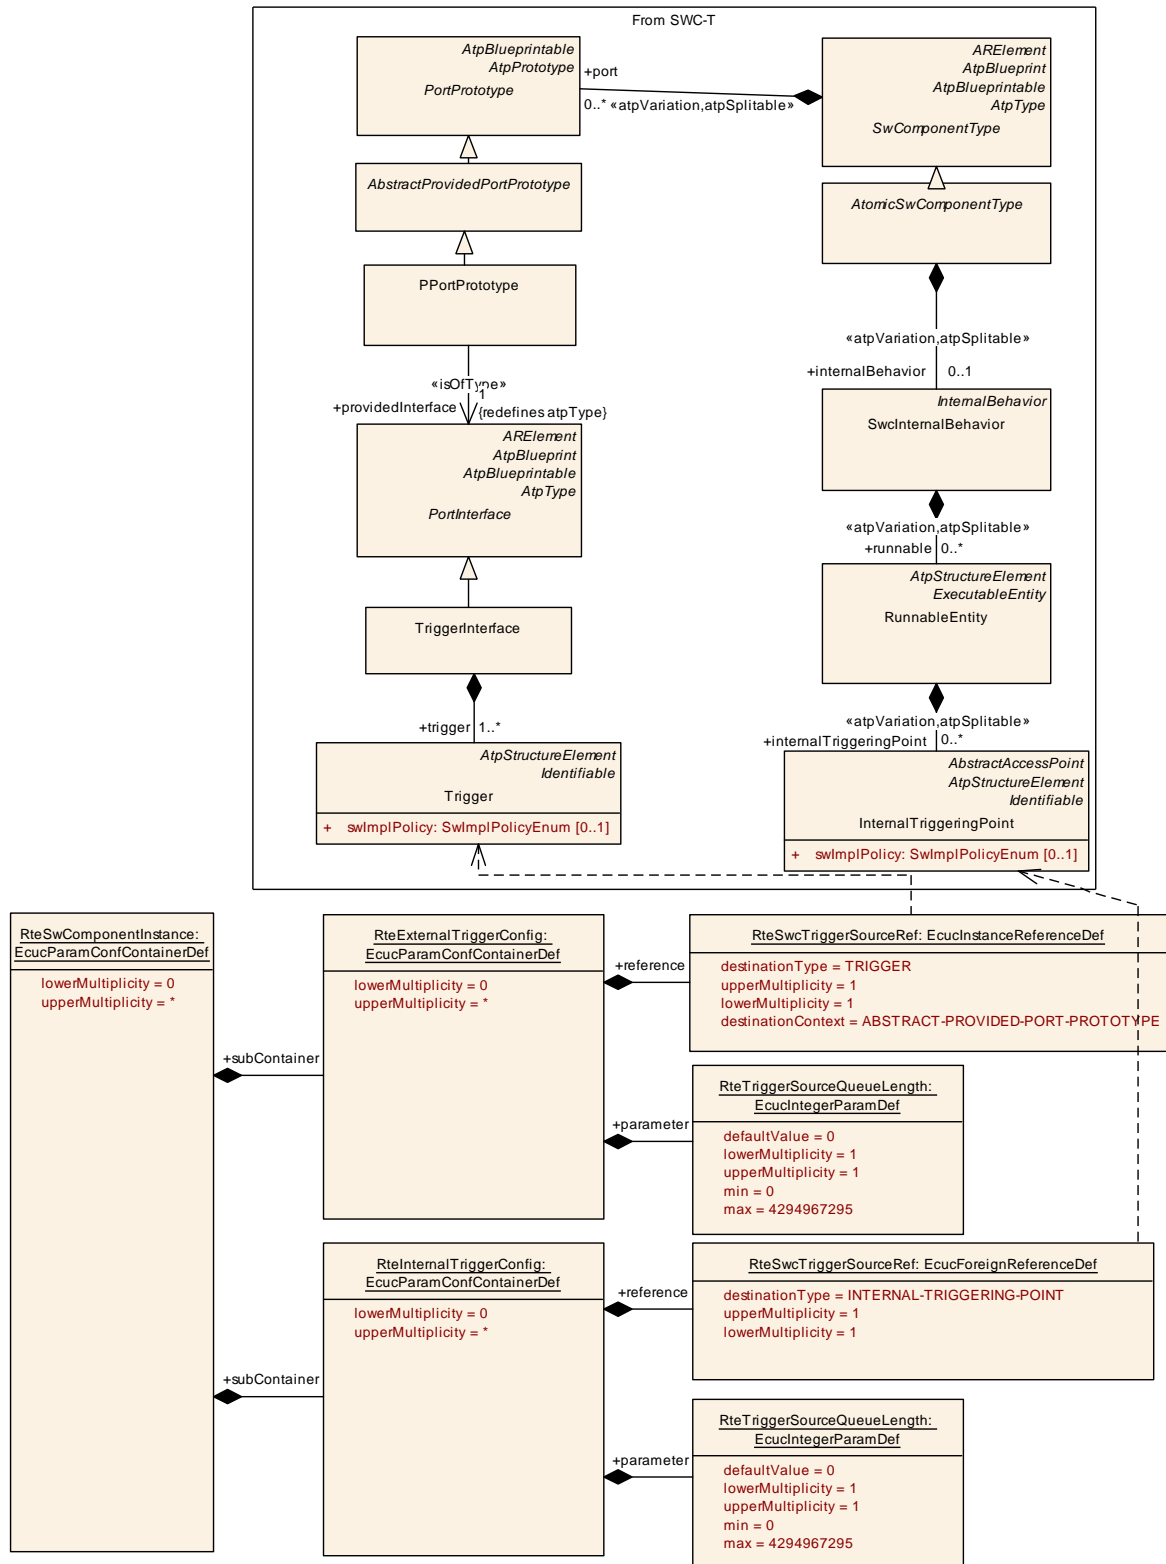 From SWC-T
AtpBlueprintable
AtpPrototype
PortPrototype
+port
0..* «atpVariation,atpSplitable»
ARElement
AtpBlueprint
AtpBlueprintable
AtpType
SwComponentType
AbstractProvidedPortPrototype
AtomicSwComponentType
PPortPrototype
«isOfType»
1
+providedInterface
{redefines atpType}
«atpVariation,atpSplitable»
+internalBehavior 0..1
ARElement
AtpBlueprint
AtpBlueprintable
AtpType
PortInterface
InternalBehavior
SwcInternalBehavior
«atpVariation,atpSplitable»
+runnable 0..*
TriggerInterface
AtpStructureElement
ExecutableEntity
RunnableEntity
+trigger 1..*
«atpVariation,atpSplitable»
+internalTriggeringPoint 0..*
AtpStructureElement
Identifiable
Trigger
+ swImplPolicy: SwImplPolicyEnum [0..1]
AbstractAccessPoint
AtpStructureElement
Identifiable
InternalTriggeringPoint
+ swImplPolicy: SwImplPolicyEnum [0..1]
RteSwComponentInstance:
EcucParamConfContainerDef
lowerMultiplicity = 0
upperMultiplicity = *
+subContainer
RteExternalTriggerConfig:
EcucParamConfContainerDef
lowerMultiplicity = 0
upperMultiplicity = *
+reference
RteSwcTriggerSourceRef: EcucInstanceReferenceDef
destinationType = TRIGGER
upperMultiplicity = 1
lowerMultiplicity = 1
destinationContext = ABSTRACT-PROVIDED-PORT-PROTOTYPE
+parameter
RteTriggerSourceQueueLength:
EcucIntegerParamDef
defaultValue = 0
lowerMultiplicity = 1
upperMultiplicity = 1
min = 0
max = 4294967295
+subContainer
RteInternalTriggerConfig:
EcucParamConfContainerDef
lowerMultiplicity = 0
upperMultiplicity = *
+reference
RteSwcTriggerSourceRef: EcucForeignReferenceDef
destinationType = INTERNAL-TRIGGERING-POINT
upperMultiplicity = 1
lowerMultiplicity = 1
+parameter
RteTriggerSourceQueueLength:
EcucIntegerParamDef
defaultValue = 0
lowerMultiplicity = 1
upperMultiplicity = 1
min = 0
max = 4294967295